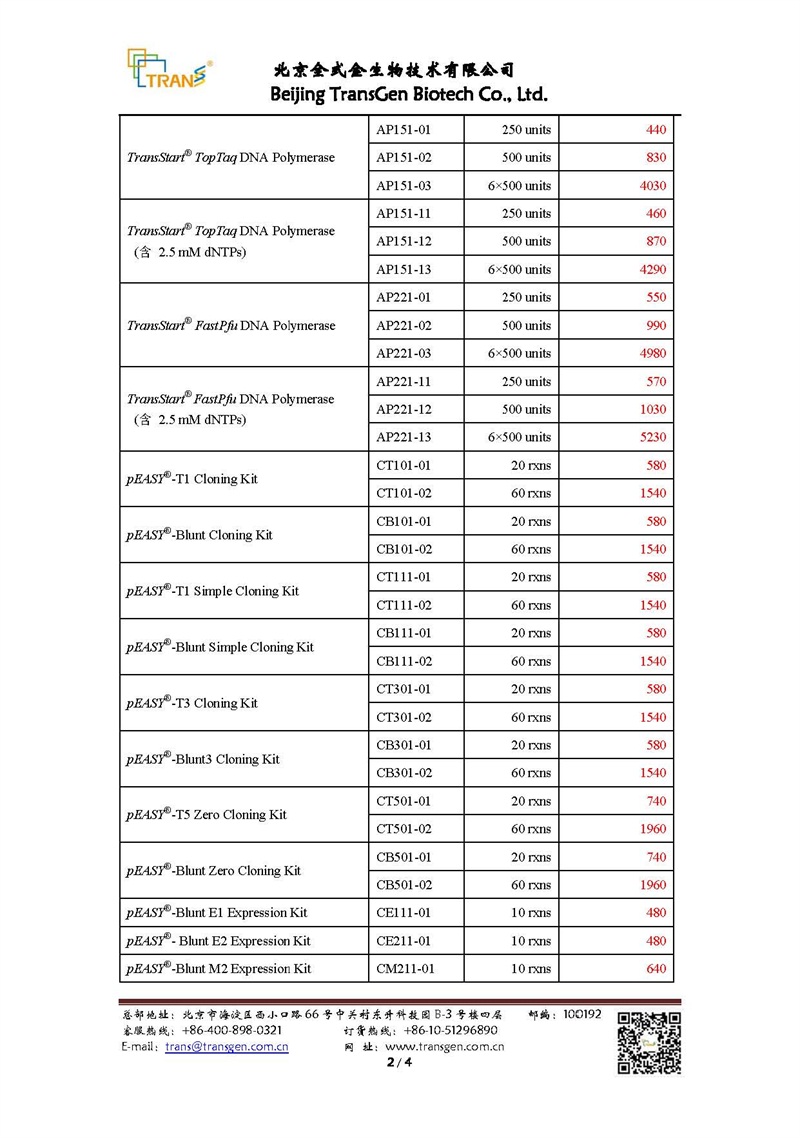 TRANS®
北京全式金生物技术有限公司
Beijing TransGen Biotech Co., Ltd.
TransStart® TopTaq DNA Polymerase
AP151-01 250 units 440
AP151-02 500 units 830
AP151-03 6×500 units 4030
TransStart® TopTaq DNA Polymerase
(含 2.5 mM dNTPs)
AP151-11 250 units 460
AP151-12 500 units 870
AP151-13 6×500 units 4290
TransStart® FastPfu DNA Polymerase
AP221-01 250 units 550
AP221-02 500 units 990
AP221-03 6×500 units 4980
TransStart® FastPfu DNA Polymerase
(含 2.5 mM dNTPs)
AP221-11 250 units 570
AP221-12 500 units 1030
AP221-13 6×500 units 5230
pEASY®-T1 Cloning Kit
CT101-01 20 rxns 580
CT101-02 60 rxns 1540
pEASY®-Blunt Cloning Kit
CB101-01 20 rxns 580
CB101-02 60 rxns 1540
pEASY®-T1 Simple Cloning Kit
CT111-01 20 rxns 580
CT111-02 60 rxns 1540
pEASY®-Blunt Simple Cloning Kit
CB111-01 20 rxns 580
CB111-02 60 rxns 1540
pEASY®-T3 Cloning Kit
CT301-01 20 rxns 580
CT301-02 60 rxns 1540
pEASY®-Blunt3 Cloning Kit
CB301-01 20 rxns 580
CB301-02 60 rxns 1540
pEASY®-T5 Zero Cloning Kit
CT501-01 20 rxns 740
CT501-02 60 rxns 1960
pEASY®-Blunt Zero Cloning Kit
CB501-01 20 rxns 740
CB501-02 60 rxns 1960
pEASY®-Blunt E1 Expression Kit CE111-01 10 rxns 480
pEASY®- Blunt E2 Expression Kit CE211-01 10 rxns 480
pEASY®-Blunt M2 Expression Kit CM211-01 10 rxns 640
总部地址：北京市海淀区西小口路 66 号中关村东升科技园 B-3 号楼四层 邮编：100192
客服热线：+86-400-898-0321 订货热线：+86-10-51296890
E-mail：trans@transgen.com.cn 网 址：www.transgen.com.cn
2 / 4